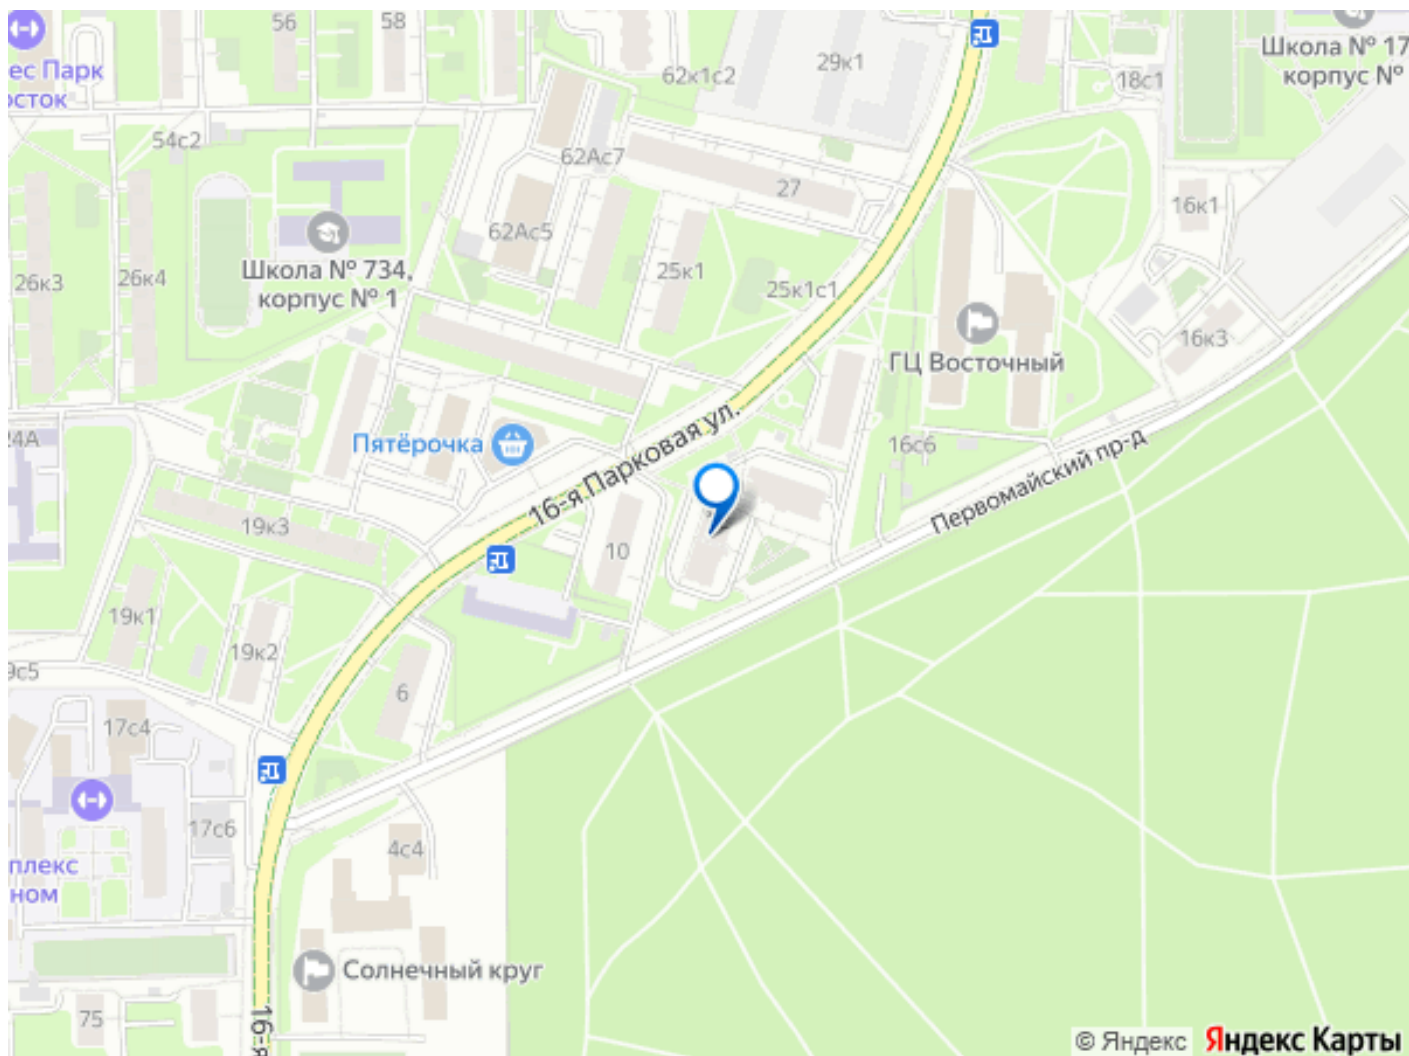 56
58
62к1с2
29к1
18с1
Школа № 17
корпус №
ес Парк
осток
54с2
62Ас7
27
16к1
62Ас5
Школа № 734,
корпус № 1
26к3
26к4
25к1
25к1с1
ГЦ Восточный
16к3
24А
Пятёрочка
16-я Парковая ул.
16с6
Первомайский пр-д
19к3
10
19к1
19к2
9с5
6
17с4
17с6
4с4
плекс
ном
Солнечный круг
75
16-я
© Яндекс Яндекс Карты